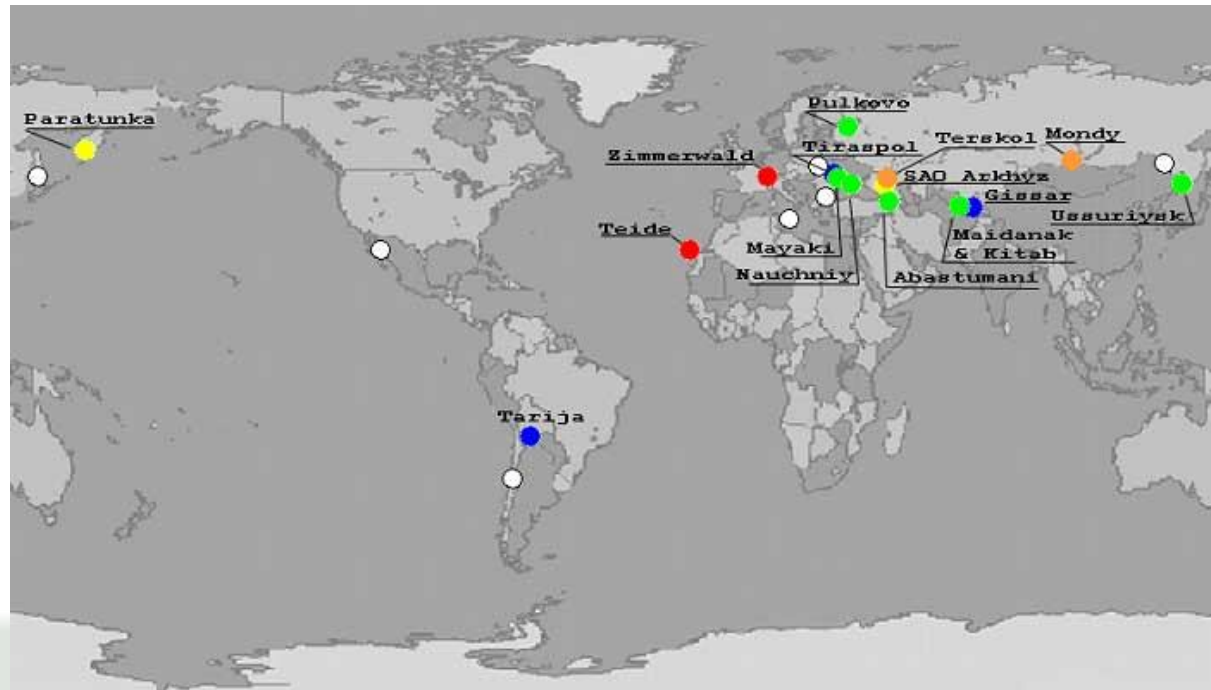 Pulkovo
Paratunka
Terskol
Mondy
Tiraspol
Zimmerwald
SAO Arkhyz
Gissar
Ussuriysk
Teide
Mayaki
Maidanak
& Kitab
Nauchniy
Abastumani
Tarija